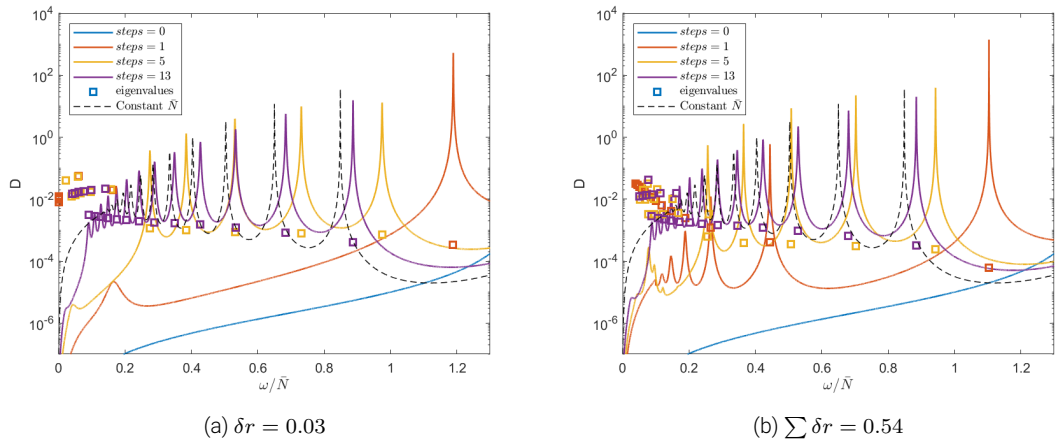 10^4
10^2
10^0
10^-2
10^-4
10^-6
D
steps = 0
steps = 1
steps = 5
steps = 13
eigenvalues
Constant N̄
0 0.2 0.4 0.6 0.8 1 1.2
ω/N̄
(a) δr = 0.03
10^4
10^2
10^0
10^-2
10^-4
10^-6
D
steps = 0
steps = 1
steps = 5
steps = 13
eigenvalues
Constant N̄
0 0.2 0.4 0.6 0.8 1 1.2
ω/N̄
(b) ∑ δr = 0.54